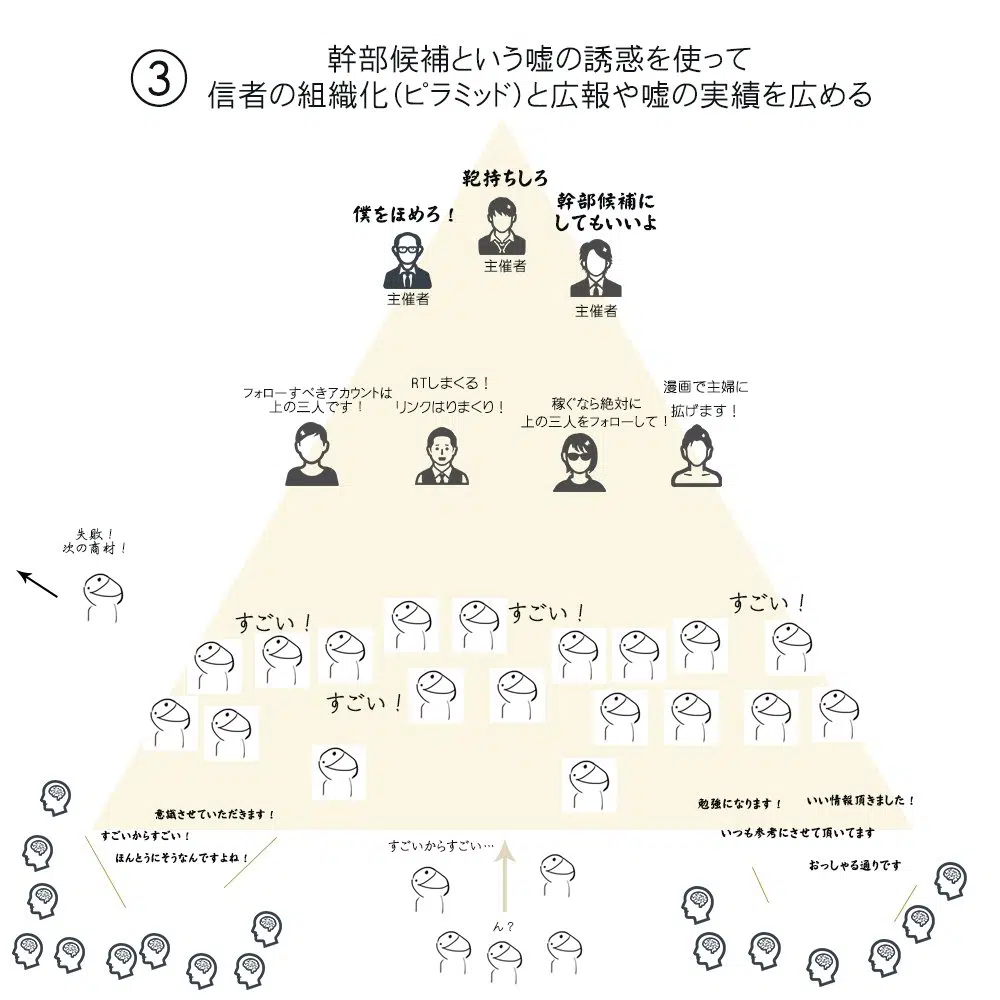 ③
幹部候補という嘘の誘惑を使って
信者の組織化(ピラミッド)と広報や嘘の実績を広める
鞄持ちしろ
主催者
僕をほめろ！
主催者
幹部候補に
してもいいよ
主催者
フォローすべきアカウントは
上の三人です！
RTしまくる！
リンクはりまくり！
稼ぐなら絶対に
上の三人をフォローして！
漫画で主婦に
拡げます！
失敗！
次の商材！
すごい！
すごい！
すごい！
すごい！
意識させていただきます！
すごいからすごい！
ほんとうにそうなんですよね！
すごいからすごい…
ん？
勉強になります！
いい情報頂きました！
いつも参考にさせて頂いてます
おっしゃる通りです